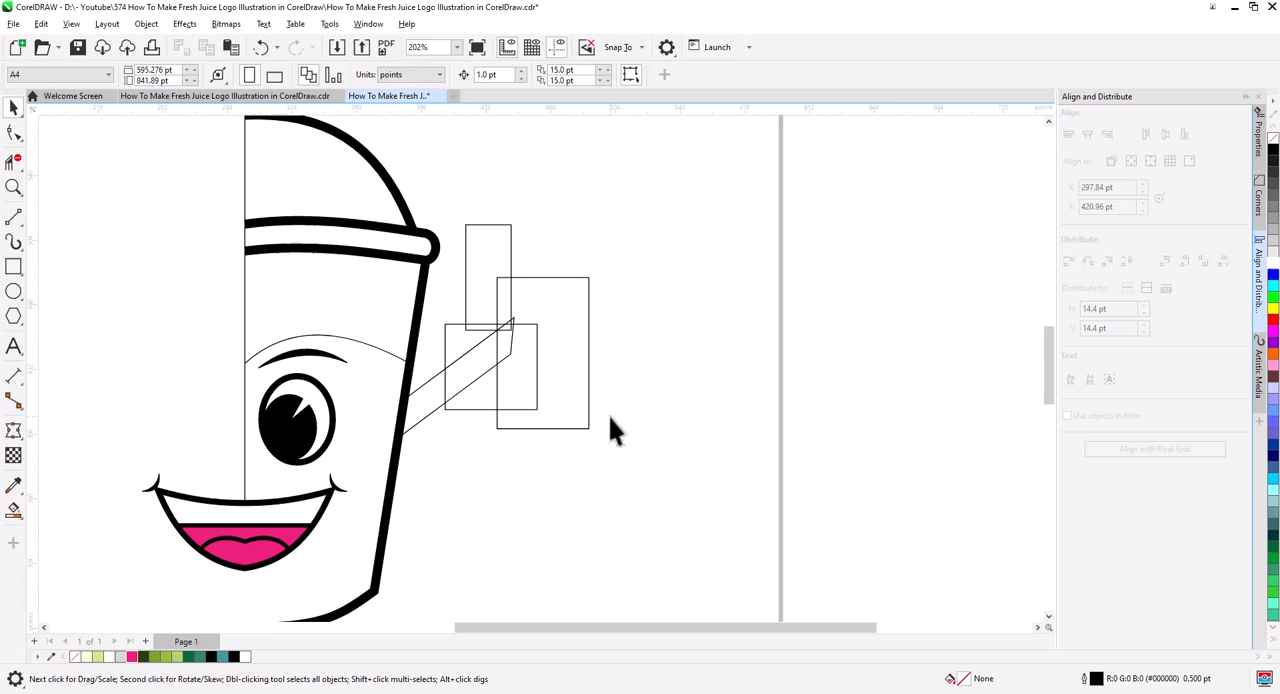 CorelDRAW - D:\- Youtube\574 How To Make Fresh Juice Logo Illustration in CorelDraw\How To Make Fresh Juice Logo Illustration in CorelDraw.cdr*
File Edit View Layout Object Effects Bitmaps Text Table Tools Window Help
PDF 202% Snap To Launch
A4 595.276 pt 841.89 pt Units: points 1.0 pt 15.0 pt 15.0 pt
Welcome Screen How To Make Fresh Juice Logo Illustration in CorelDraw.cdr How To Make Fresh J...*
Align and Distribute
Align
Align to:
X: 297.84 pt
Y: 420.96 pt
Distribute
Distribute to:
H: 14.4 pt
V: 14.4 pt
Text
Use objects outline
Align with Pixel Grid
Properties
Corners
Align and Distrib...
Artistic Media
1 of 1 Page 1
Next click for Drag/Scale; Second click for Rotate/Skew; Dbl-clicking tool selects all objects; Shift+click multi-selects; Alt+click digs
None R:0 G:0 B:0 (#000000) 0.500 pt